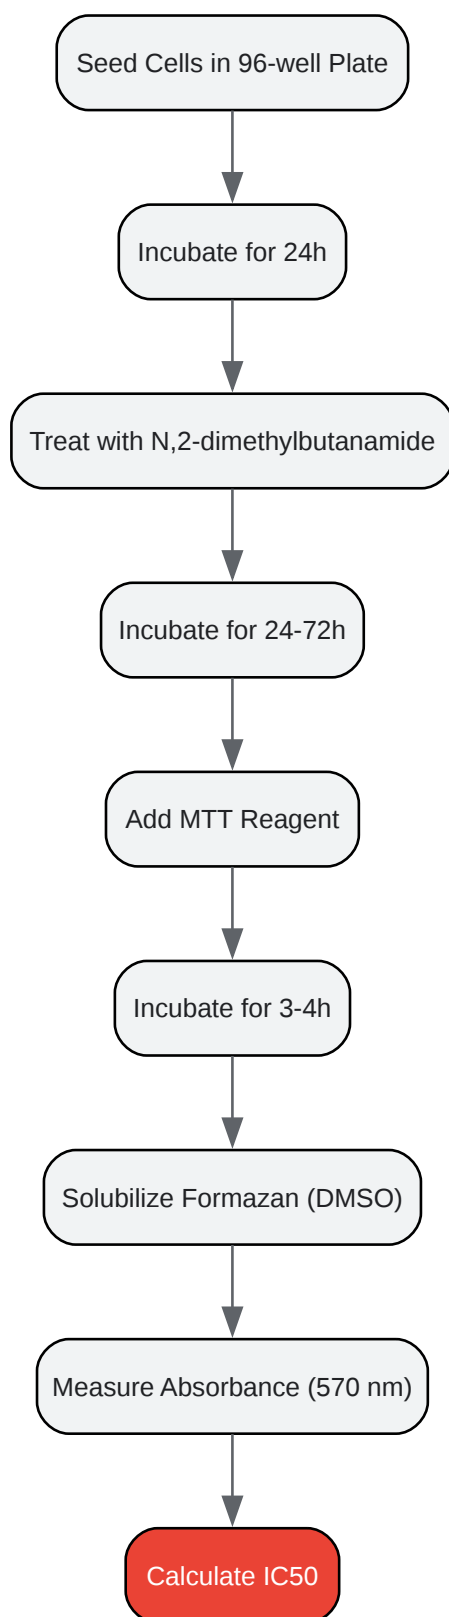 Seed Cells in 96-well Plate
Incubate for 24h
Treat with N,2-dimethylbutanamide
Incubate for 24-72h
Add MTT Reagent
Incubate for 3-4h
Solubilize Formazan (DMSO)
Measure Absorbance (570 nm)
Calculate IC50